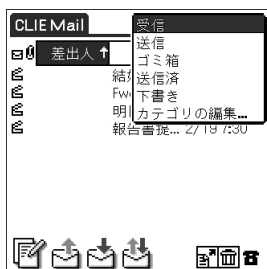 CLIE Mail
受信
送信
ゴミ箱
送信済
下書き
カテゴリの編集...
差出人
結
Fw
明
報告書提... 2/19 7:30